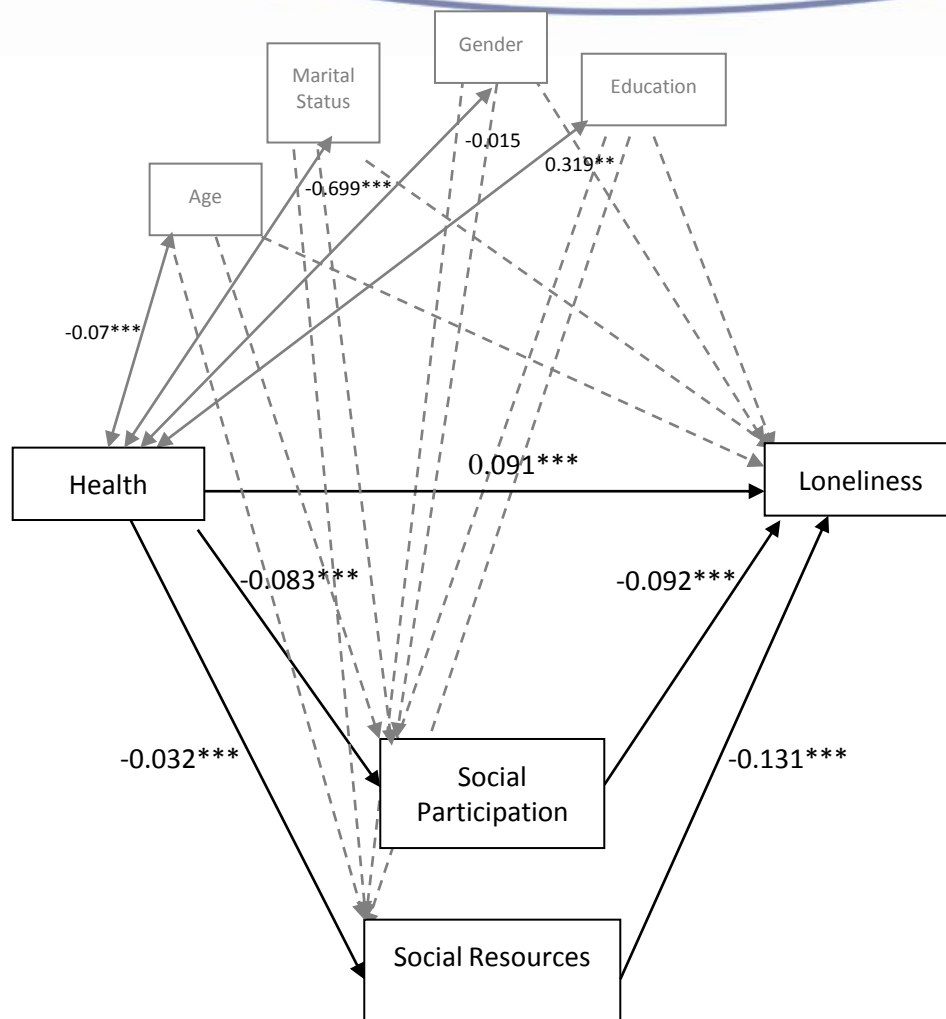 Gender
Marital
Status
Education
-0.015
0.319**
-0.699***
Age
-0.07***
0.091***
Health
Loneliness
-0.083***
-0.092***
-0.032***
-0.131***
Social
Participation
Social Resources